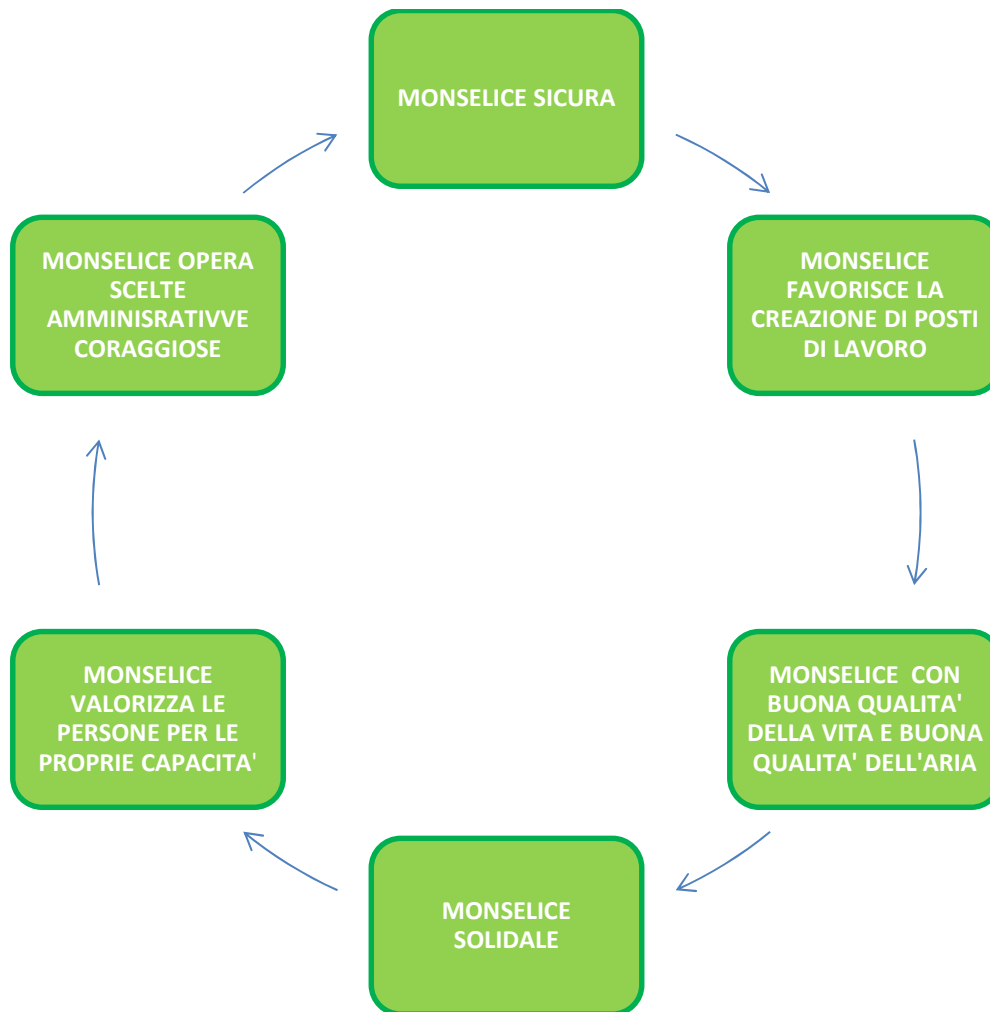 MONSELICE SICURA
MONSELICE
FAVORISCE LA
CREAZIONE DI POSTI
DI LAVORO
MONSELICE  CON
BUONA QUALITA'
DELLA VITA E BUONA
QUALITA' DELL'ARIA
MONSELICE
SOLIDALE
MONSELICE
VALORIZZA LE
PERSONE PER LE
PROPRIE CAPACITA'
MONSELICE OPERA
SCELTE
AMMINISRATIVVE
CORAGGIOSE